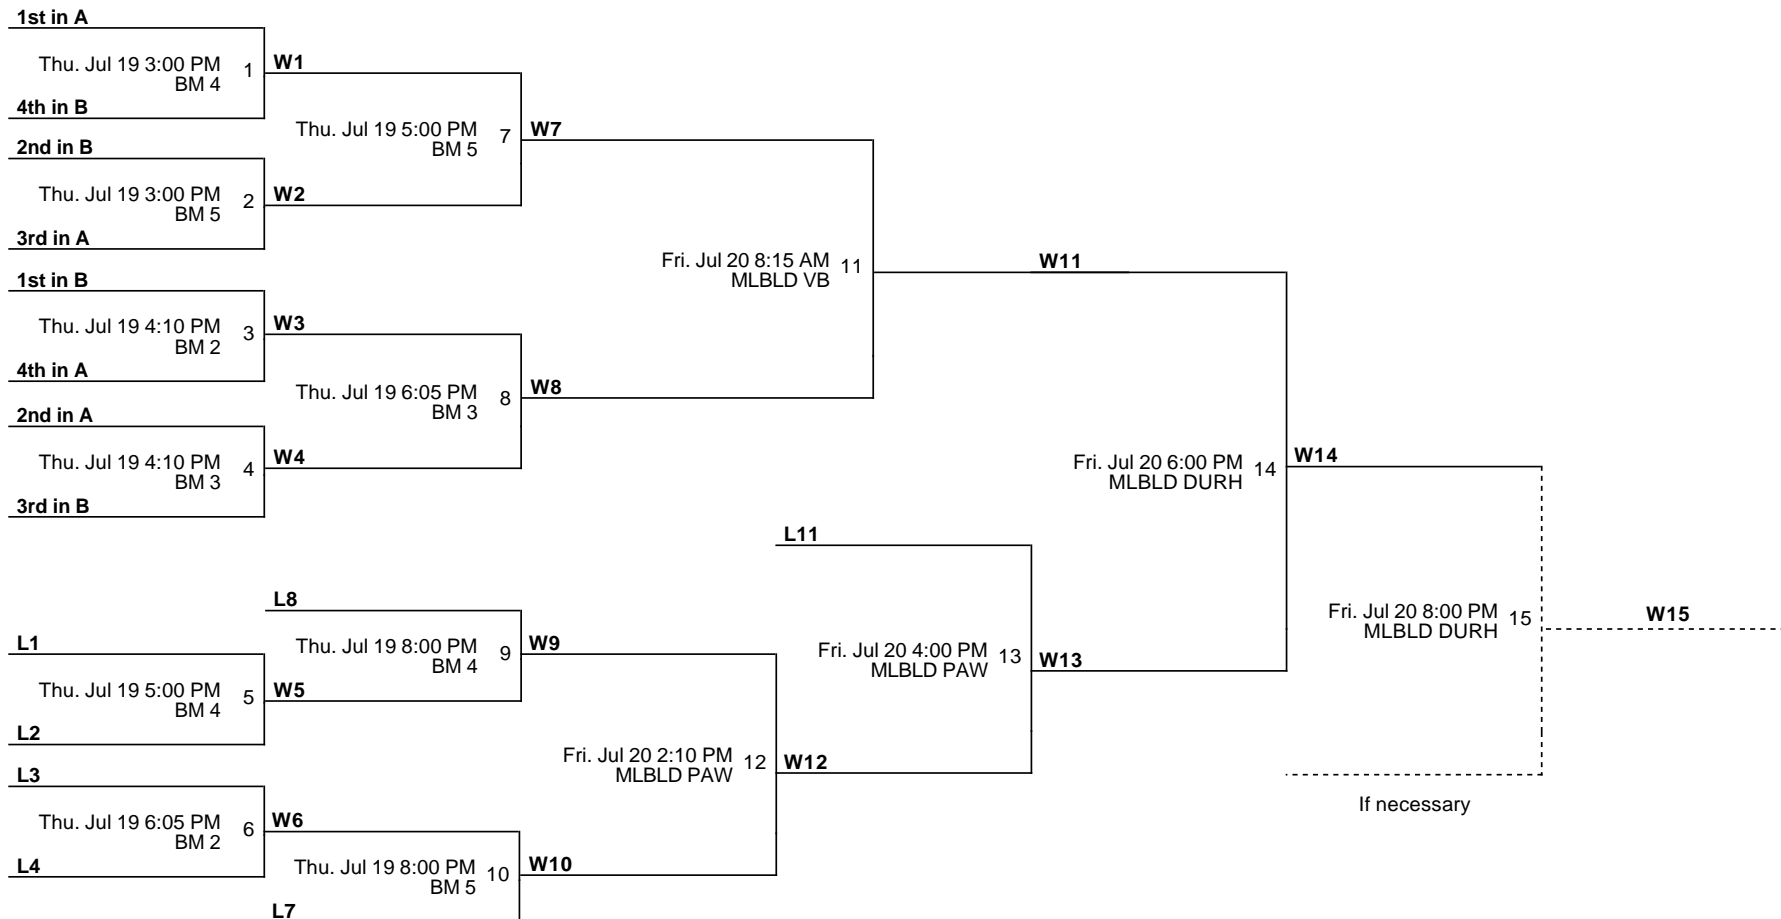 1st in A
Thu. Jul 19 3:00 PM
BM 4
1
4th in B
W1
2nd in B
Thu. Jul 19 3:00 PM
BM 5
2
3rd in A
W2
Thu. Jul 19 5:00 PM
BM 5
7
W7
1st in B
Thu. Jul 19 4:10 PM
BM 2
3
4th in A
W3
2nd in A
Thu. Jul 19 4:10 PM
BM 3
4
3rd in B
W4
Thu. Jul 19 6:05 PM
BM 3
8
W8
Fri. Jul 20 8:15 AM
MLBLD VB
11
W11
Fri. Jul 20 6:00 PM
MLBLD DURH
14
W14
L11
Fri. Jul 20 4:00 PM
MLBLD PAW
13
W13
L8
Thu. Jul 19 8:00 PM
BM 4
9
W9
L1
Thu. Jul 19 5:00 PM
BM 4
5
L2
W5
Fri. Jul 20 2:10 PM
MLBLD PAW
12
W12
L3
Thu. Jul 19 6:05 PM
BM 2
6
L4
W6
Thu. Jul 19 8:00 PM
BM 5
10
W10
L7
Fri. Jul 20 8:00 PM
MLBLD DURH
15
W15
If necessary